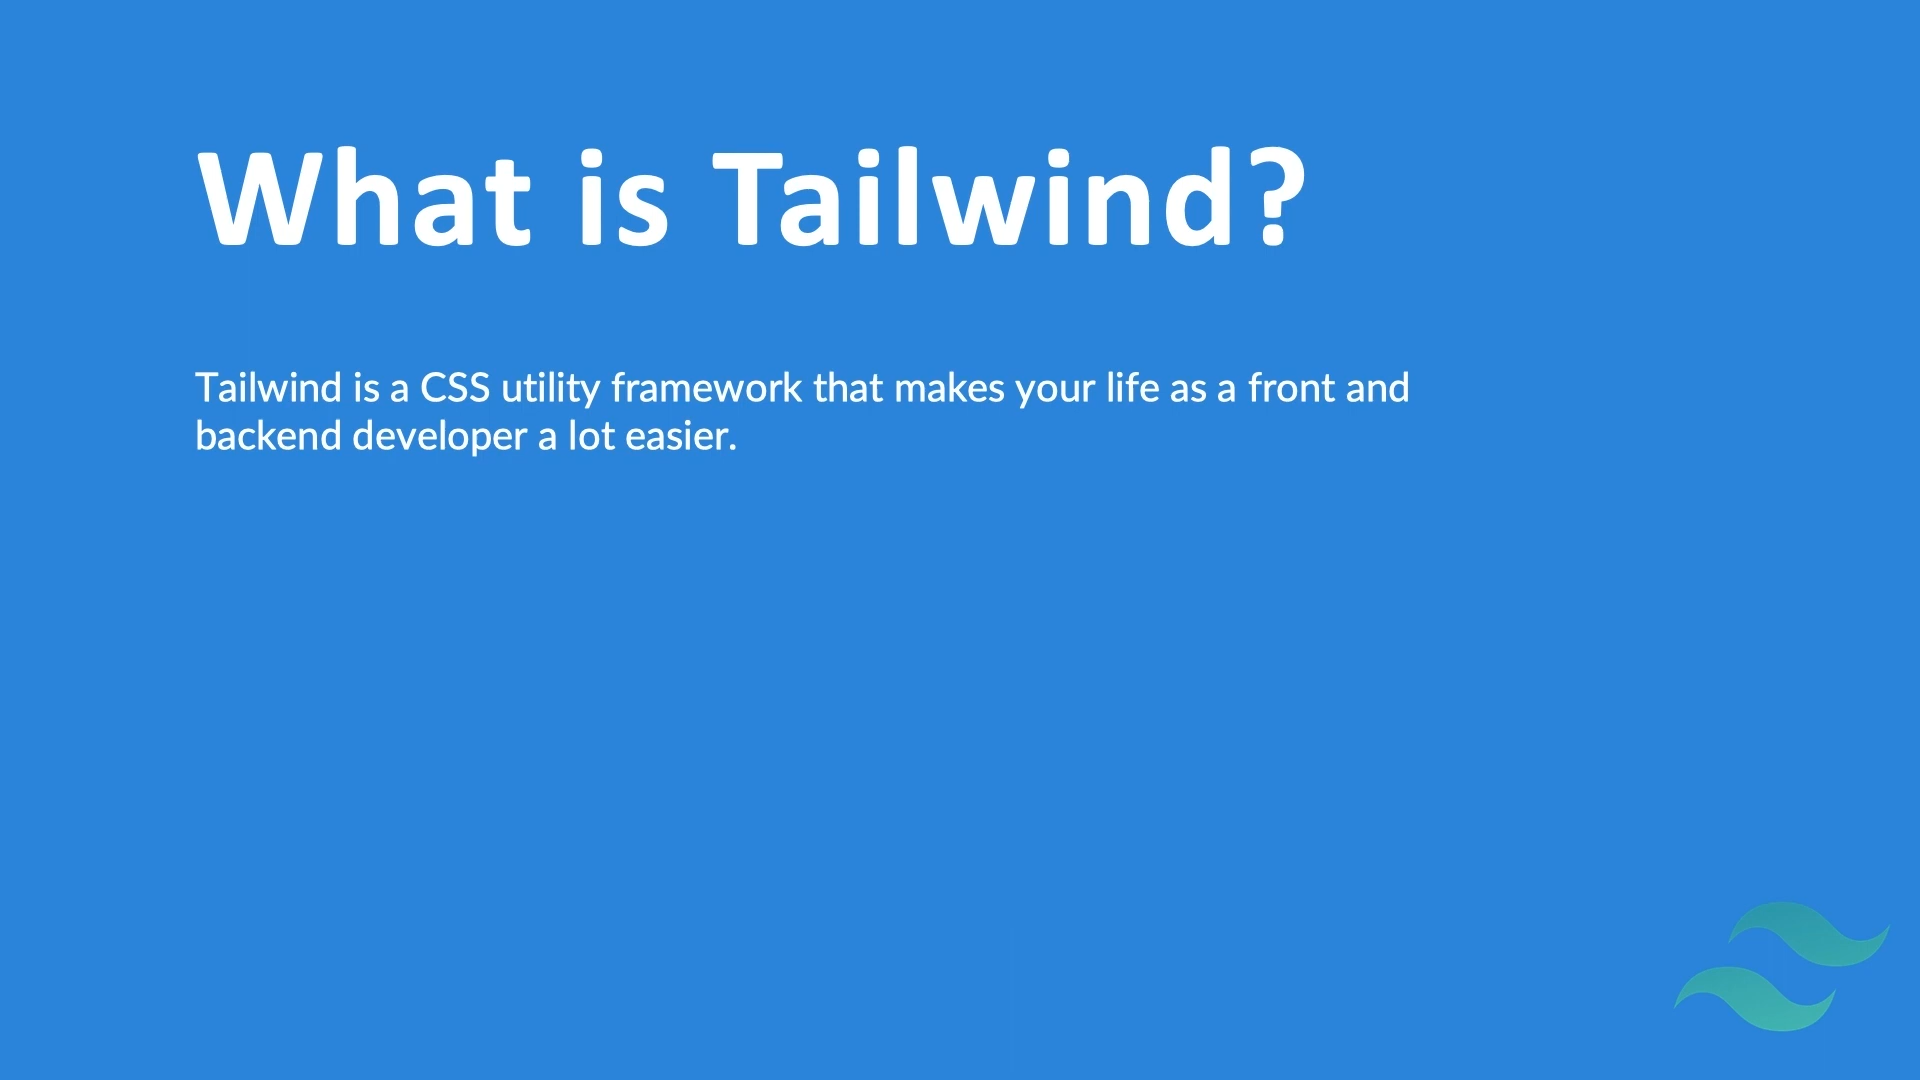 What is Tailwind?
Tailwind is a CSS utility framework that makes your life as a front and
backend developer a lot easier.